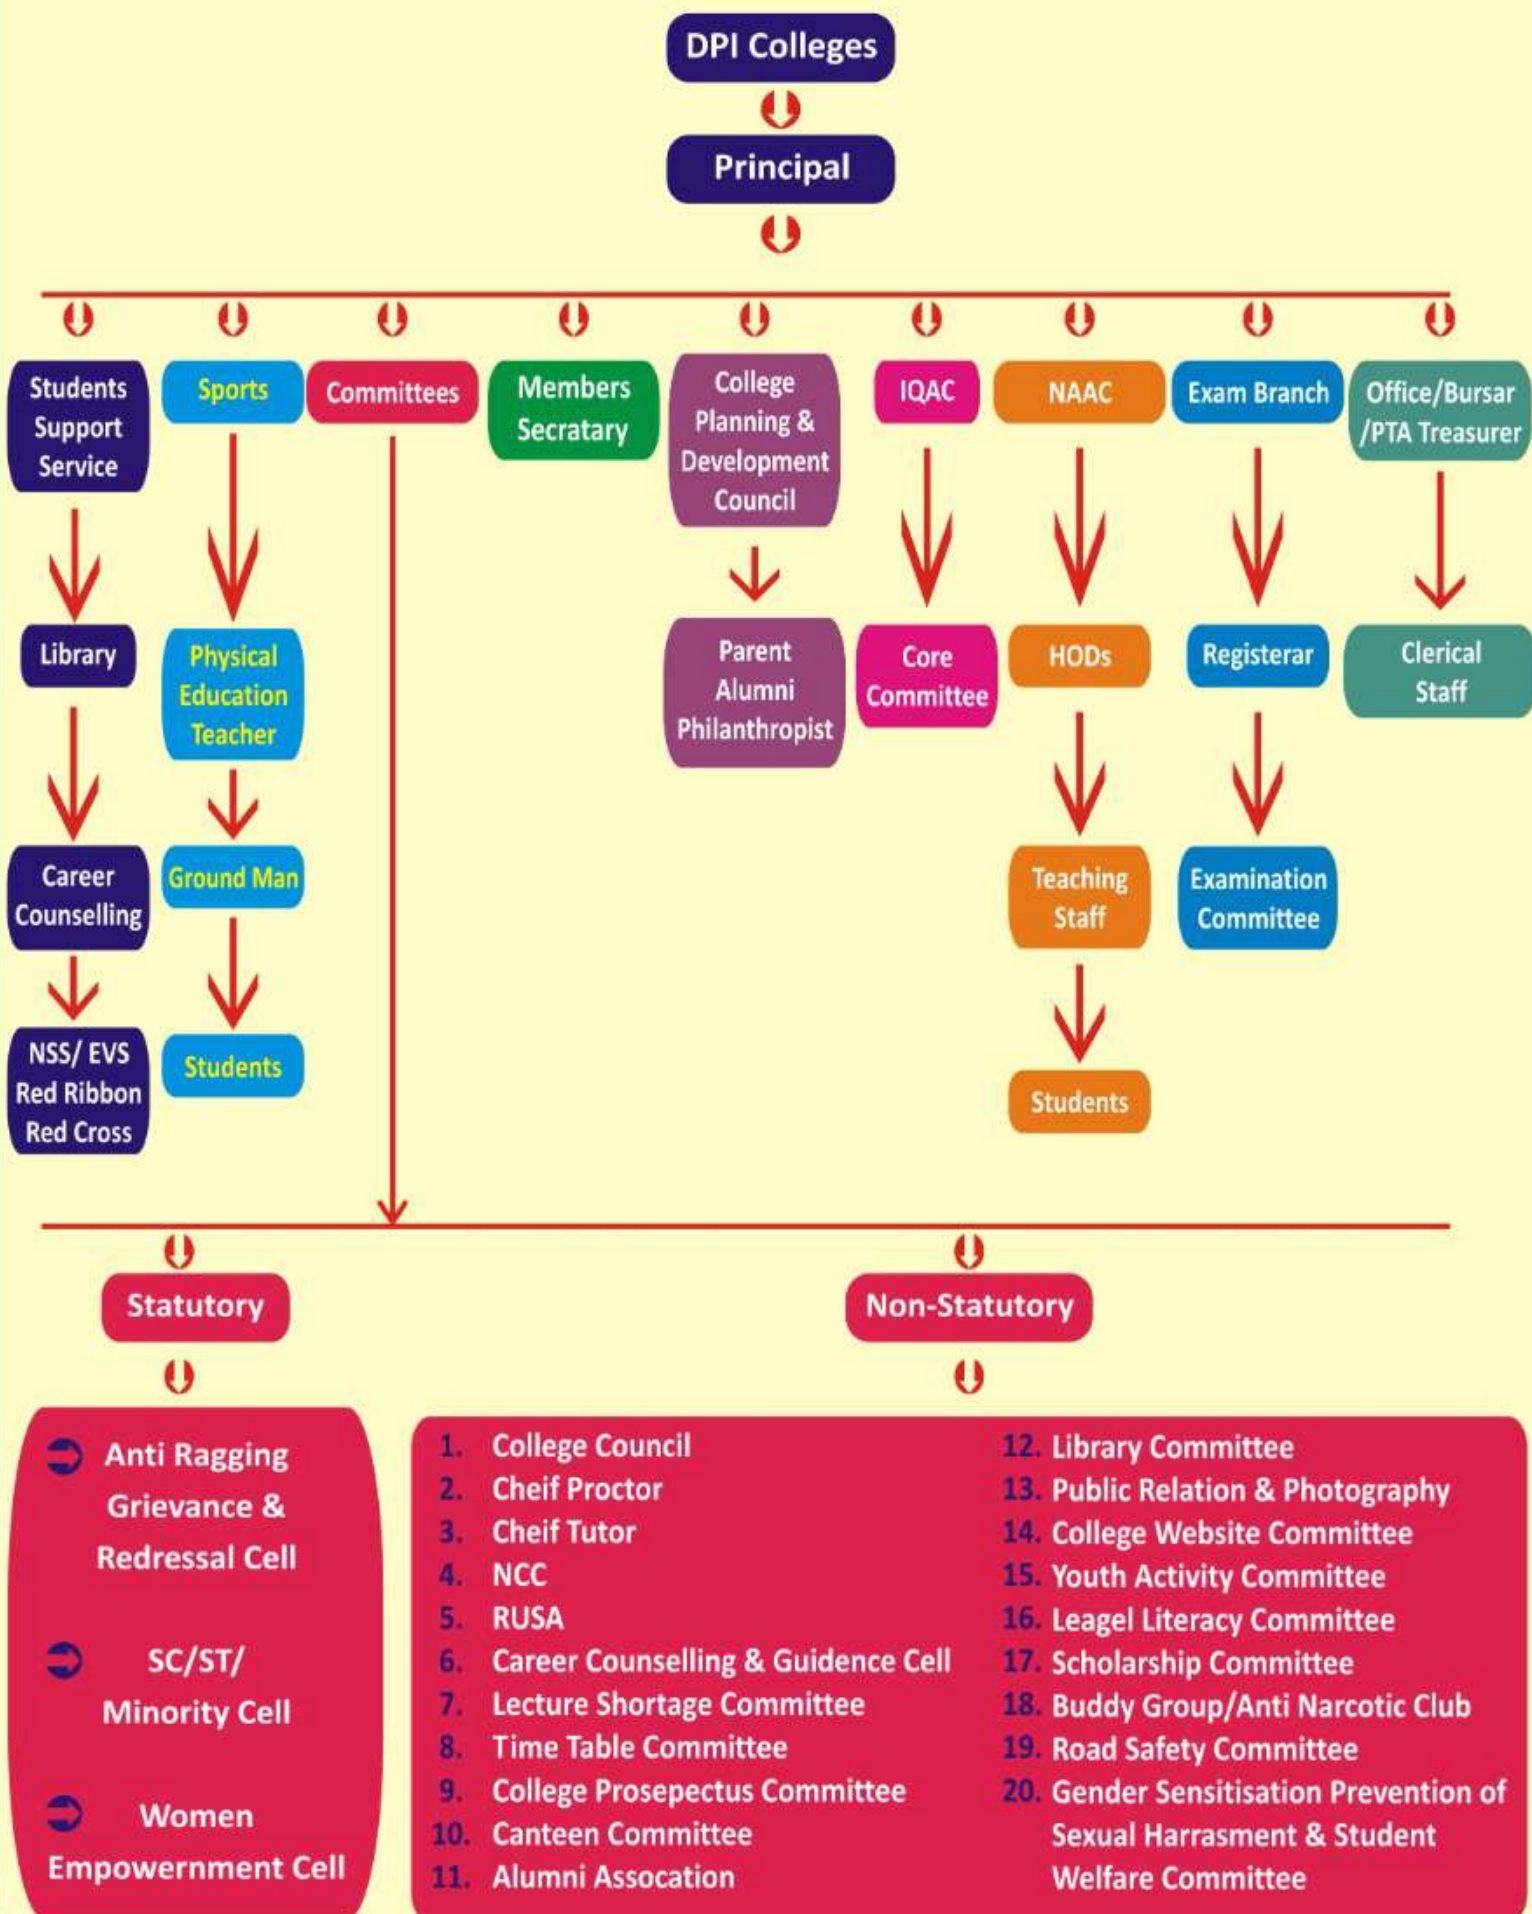 DPI Colleges
Principal
Students
Support
Service
Sports
Committees
Members
Secratary
College
Planning &
Development
Council
IQAC
NAAC
Exam Branch
Office/Bursar
/PTA Treasurer
Library
Physical
Education
Teacher
Parent
Alumni
Philanthropist
Core
Committee
HODs
Registerar
Clerical
Staff
Career
Counselling
Ground Man
Teaching
Staff
Examination
Committee
NSS/ EVS
Red Ribbon
Red Cross
Students
Students
Statutory
Non-Statutory
Anti Ragging
Grievance &
Redressal Cell
SC/ST/
Minority Cell
Women
Empowernment Cell
1. College Council
2. Cheif Proctor
3. Cheif Tutor
4. NCC
5. RUSA
6. Career Counselling & Guidence Cell
7. Lecture Shortage Committee
8. Time Table Committee
9. College Prosepectus Committee
10. Canteen Committee
11. Alumni Assocation
12. Library Committee
13. Public Relation & Photography
14. College Website Committee
15. Youth Activity Committee
16. Leagel Literacy Committee
17. Scholarship Committee
18. Buddy Group/Anti Narcotic Club
19. Road Safety Committee
20. Gender Sensitisation Prevention of
Sexual Harrasment & Student
Welfare Committee